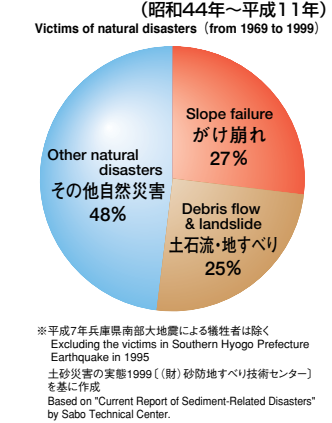 (昭和44年～平成11年)
Victims of natural disasters (from 1969 to 1999)
Slope failure
がけ崩れ
27%
Other natural
disasters
その他自然災害
48%
Debris flow
& landslide
土石流・地すべり
25%
※平成7年兵庫県南部大地震による犠牲者は除く
Excluding the victims in Southern Hyogo Prefecture
Earthquake in 1995
土砂災害の実態1999［（財）砂防地すべり技術センター］
を基に作成
Based on "Current Report of Sediment-Related Disasters"
by Sabo Technical Center.